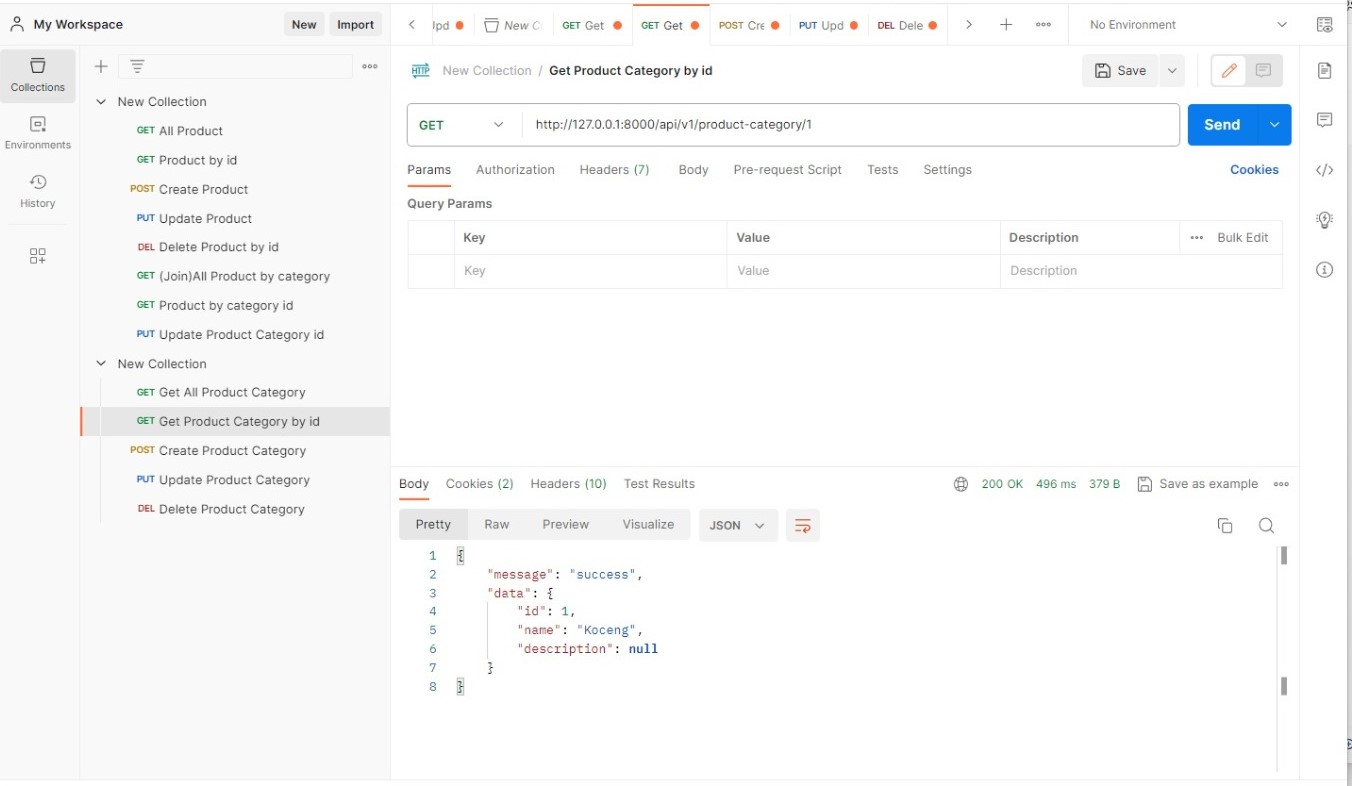 My Workspace
New
Import
Upd
New C
GET Get
GET Get
POST Cre
PUT Upd
DEL Dele
No Environment
Collections
Environments
History
New Collection
GET All Product
GET Product by id
POST Create Product
PUT Update Product
DEL Delete Product by id
GET (Join)All Product by category
GET Product by category id
PUT Update Product Category id
New Collection
GET Get All Product Category
GET Get Product Category by id
POST Create Product Category
PUT Update Product Category
DEL Delete Product Category
HTTP New Collection / Get Product Category by id
Save
GET
http://127.0.0.1:8000/api/v1/product-category/1
Send
Params Authorization Headers (7) Body Pre-request Script Tests Settings Cookies
Query Params
Key Value Description Bulk Edit
Key Value Description
Body Cookies (2) Headers (10) Test Results 200 OK 496 ms 379 B Save as example
Pretty Raw Preview Visualize JSON
1 {
2 "message": "success",
3 "data": {
4 "id": 1,
5 "name": "Koceng",
6 "description": null
7 }
8 }